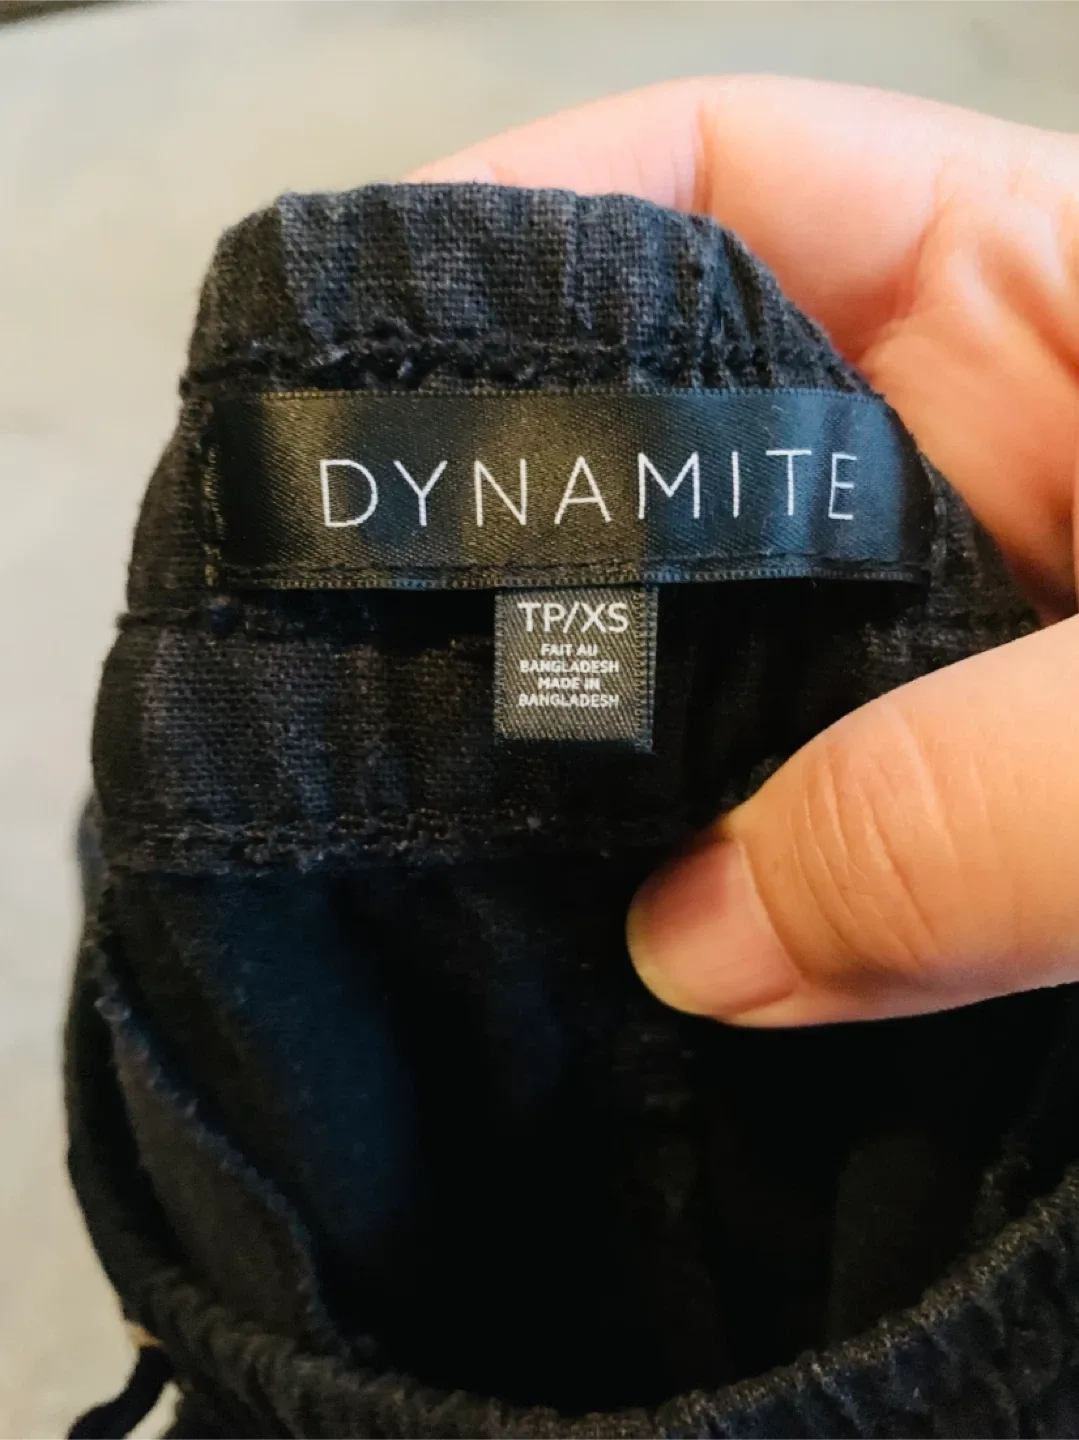 DYNAMITE
TP/XS
FAIT AU
BANGLADESH
MADE IN
BANGLADESH